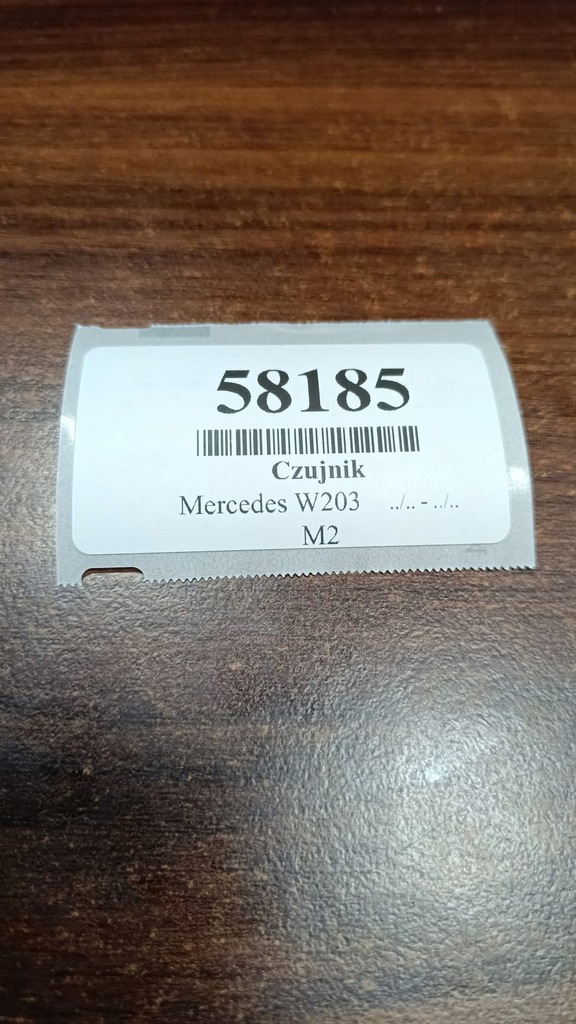 58185
Czujnik
Mercedes W203 ../.. - ../..
M2